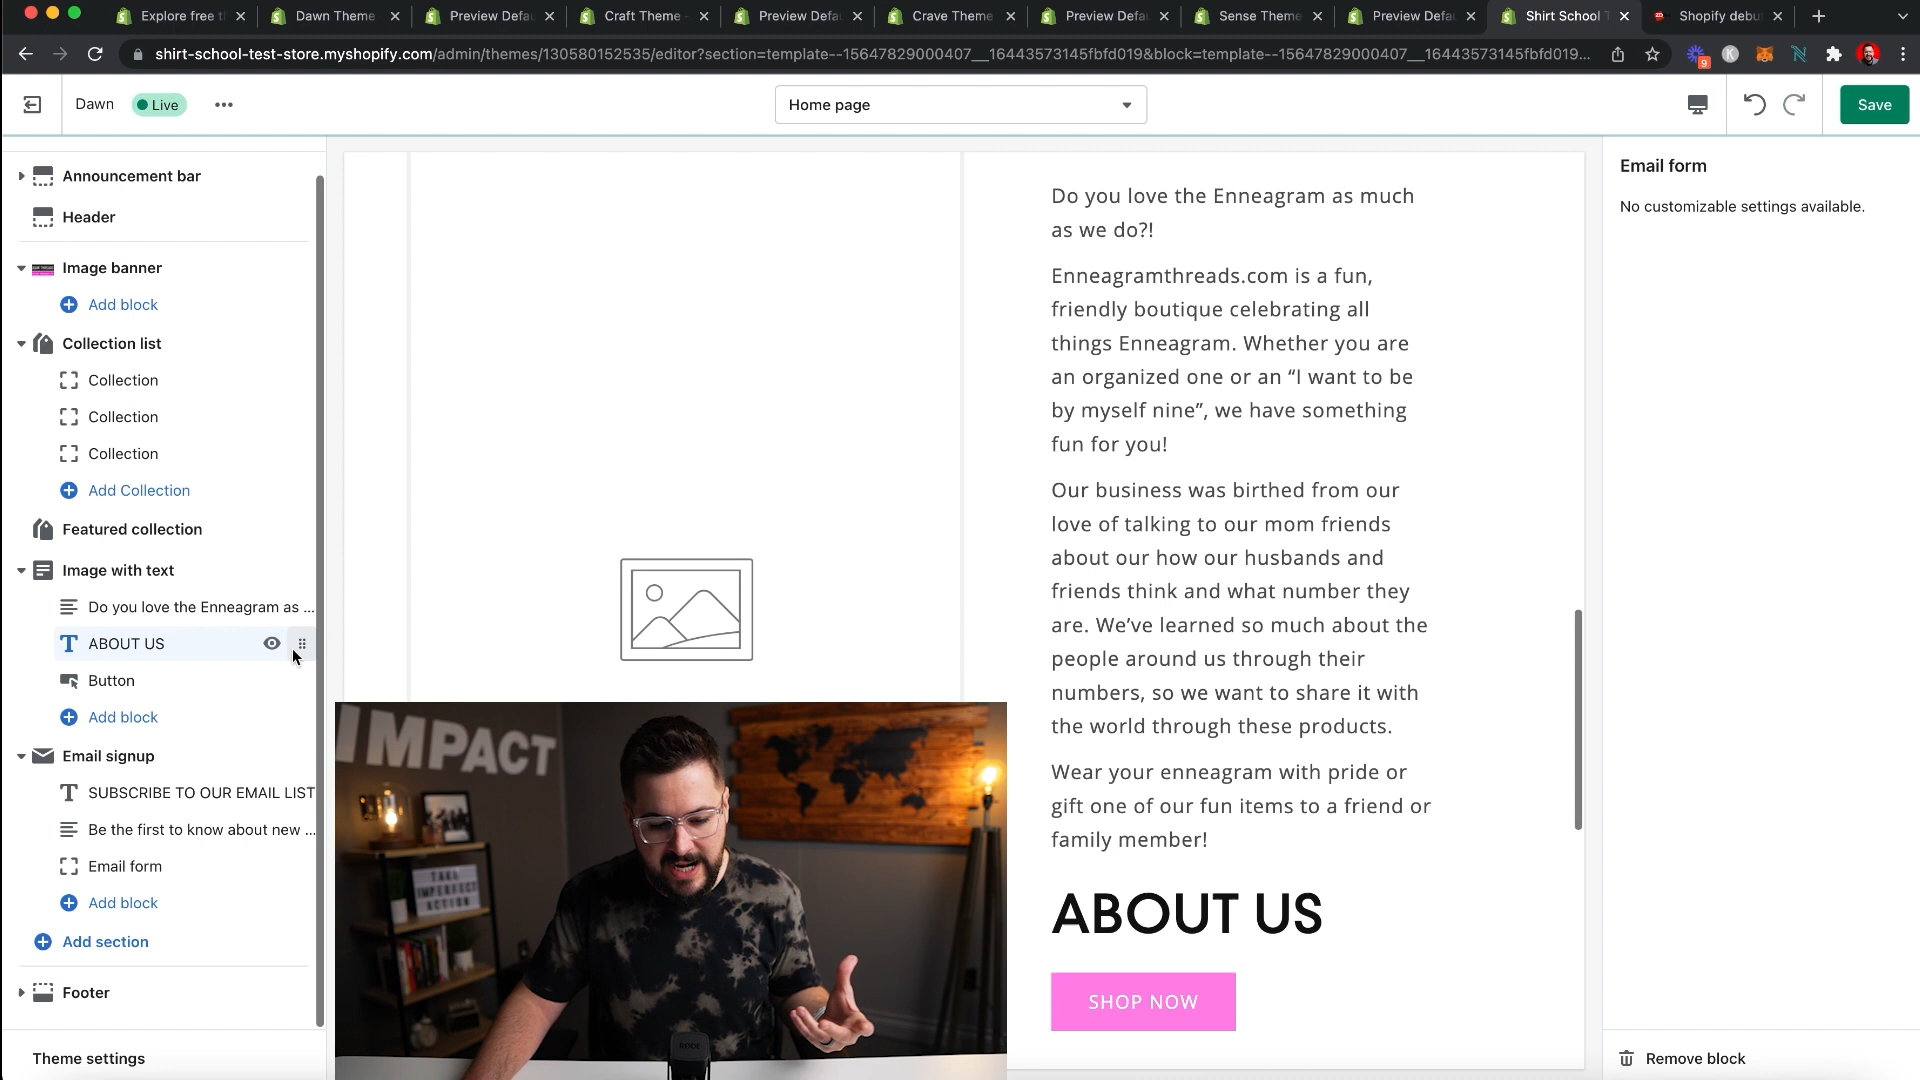 Explore free t
Dawn Theme
Preview Defau
Craft Theme -
Preview Defau
Crave Theme
Preview Defau
Sense Theme
Preview Defau
Shirt School T
Shopify debu
shirt-school-test-store.myshopify.com/admin/themes/130580152535/editor?section=template--15647829000407__16443573145fbfd019&block=template--15647829000407__16443573145fbfd019...
9
K
Dawn
Live
Home page
Save
Announcement bar
Header
Image banner
Add block
Collection list
Collection
Collection
Collection
Add Collection
Featured collection
Image with text
Do you love the Enneagram as ...
ABOUT US
Button
Add block
Email signup
SUBSCRIBE TO OUR EMAIL LIST
Be the first to know about new ...
Email form
Add block
Add section
Footer
Theme settings
Do you love the Enneagram as much
as we do?!
Enneagramthreads.com is a fun,
friendly boutique celebrating all
things Enneagram. Whether you are
an organized one or an “I want to be
by myself nine”, we have something
fun for you!
Our business was birthed from our
love of talking to our mom friends
about our how our husbands and
friends think and what number they
are. We’ve learned so much about the
people around us through their
numbers, so we want to share it with
the world through these products.
Wear your enneagram with pride or
gift one of our fun items to a friend or
family member!
ABOUT US
SHOP NOW
IMPACT
TAKE
IMPERFECT
ACTION
RODE
Email form
No customizable settings available.
Remove block